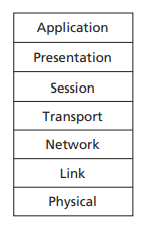 Application
Presentation
Session
Transport
Network
Link
Physical